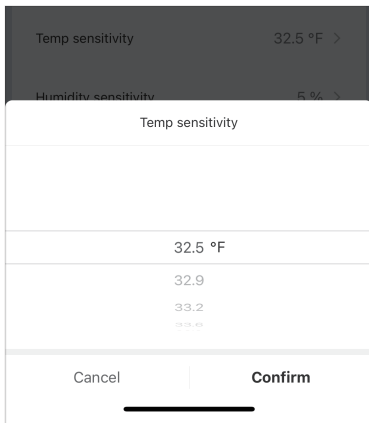 Temp sensitivity 32.5 °F >
Humidity sensitivity 5 % >
Temp sensitivity
32.5 °F
32.9
33.2
Cancel Confirm